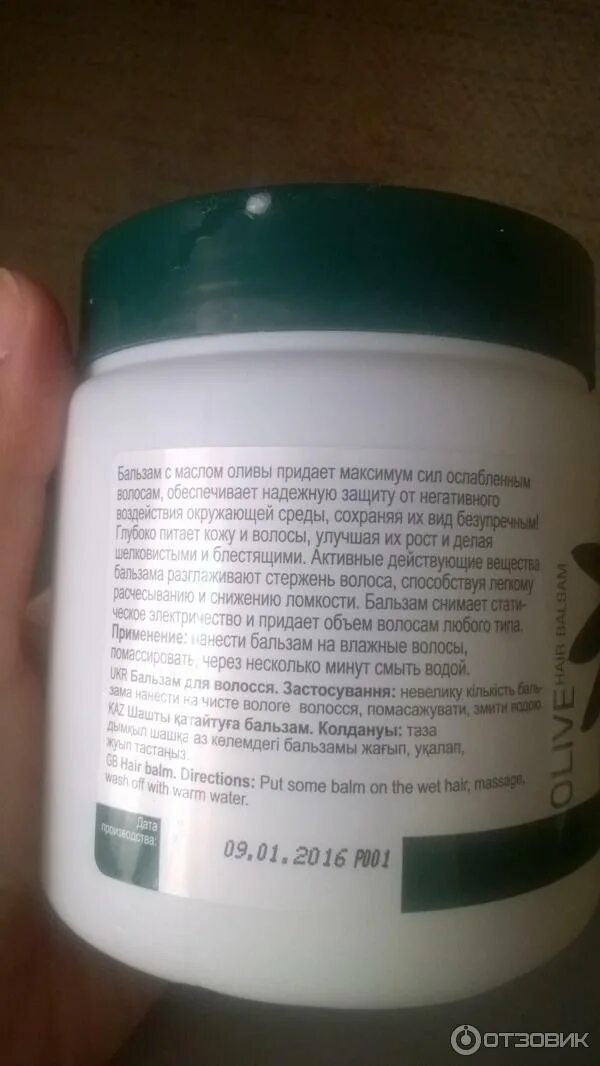 Бальзам с маслом оливы придает максимум сил ослабленным
волосам, обеспечивает надежную защиту от негативного
воздействия окружающей среды, сохраняя их вид безупречным!
Глубоко питает кожу и волосы, улучшая их рост и делая
шелковистыми и блестящими. Активные действующие вещества
бальзама разглаживают стержень волоса, способствуя легкому
расчесыванию и снижению ломкости. Бальзам снимает стати-
ческое электричество и придает объем волосам любого типа.
Применение: нанести бальзам на влажные волосы,
помассировать, через несколько минут смыть водой.
UKR Бальзам для волосся. Застосування: невелику кількість баль-
зама нанести на чисте вологе волосся, помасажувати, змити водою.
KAZ Шашты қағайтуға бальзам. Колдануы: таза
дымқыл шашқа аз көлемдегі бальзамы жағып, уқалап,
жуып тастаңыз.
GB Hair balm. Directions: Put some balm on the wet hair, massage,
wash off with warm water.
Дата
производства:
09.01.2016 P001
OLIVE
HAIR BALSAM
ОТЗОВИК